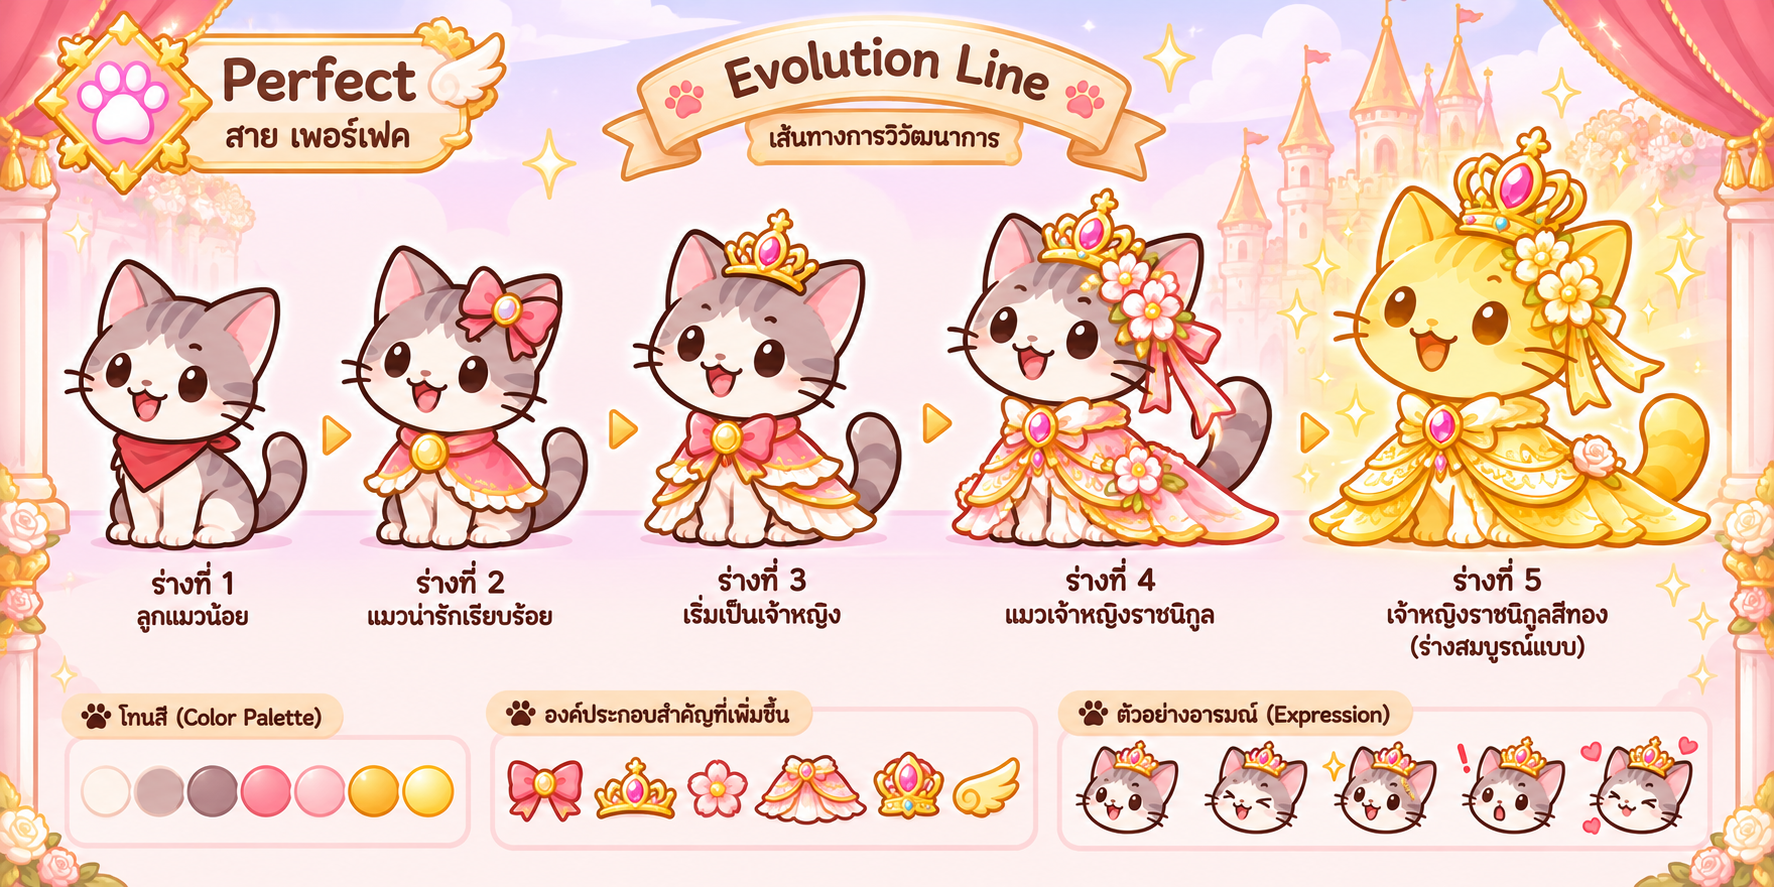 Perfect
สาย เพอร์เฟค
Evolution Line
เส้นทางการวิวัฒนาการ
ร่างที่ 1
ลูกแมวน้อย
ร่างที่ 2
แมวน่ารักเรียบร้อย
ร่างที่ 3
เริ่มเป็นเจ้าหญิง
ร่างที่ 4
แมวเจ้าหญิงราชนิกูล
ร่างที่ 5
เจ้าหญิงราชนิกูลสีทอง
(ร่างสมบูรณ์แบบ)
โทนสี (Color Palette)
องค์ประกอบสำคัญที่เพิ่มขึ้น
ตัวอย่างอารมณ์ (Expression)